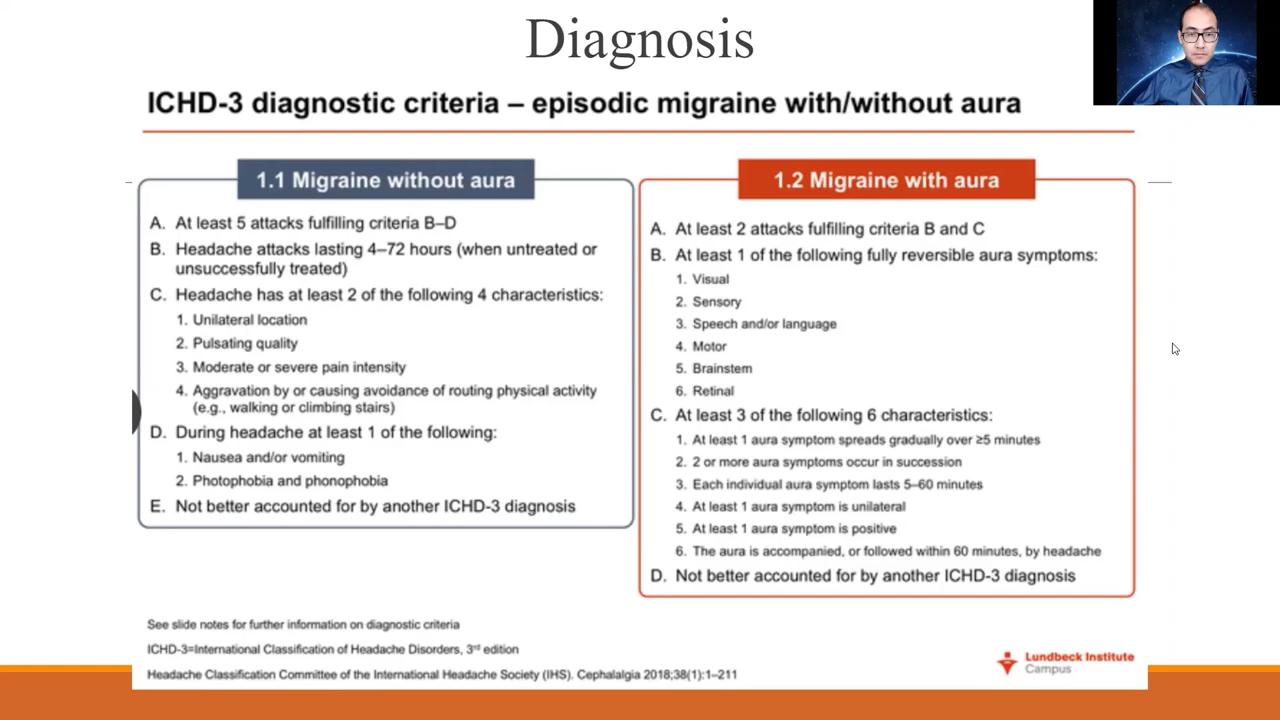 Diagnosis
ICHD-3 diagnostic criteria – episodic migraine with/without aura
1.1 Migraine without aura
A. At least 5 attacks fulfilling criteria B–D
B. Headache attacks lasting 4–72 hours (when untreated or
unsuccessfully treated)
C. Headache has at least 2 of the following 4 characteristics:
1. Unilateral location
2. Pulsating quality
3. Moderate or severe pain intensity
4. Aggravation by or causing avoidance of routing physical activity
(e.g., walking or climbing stairs)
D. During headache at least 1 of the following:
1. Nausea and/or vomiting
2. Photophobia and phonophobia
E. Not better accounted for by another ICHD-3 diagnosis
1.2 Migraine with aura
A. At least 2 attacks fulfilling criteria B and C
B. At least 1 of the following fully reversible aura symptoms:
1. Visual
2. Sensory
3. Speech and/or language
4. Motor
5. Brainstem
6. Retinal
C. At least 3 of the following 6 characteristics:
1. At least 1 aura symptom spreads gradually over ≥5 minutes
2. 2 or more aura symptoms occur in succession
3. Each individual aura symptom lasts 5–60 minutes
4. At least 1 aura symptom is unilateral
5. At least 1 aura symptom is positive
6. The aura is accompanied, or followed within 60 minutes, by headache
D. Not better accounted for by another ICHD-3 diagnosis
See slide notes for further information on diagnostic criteria
ICHD-3=International Classification of Headache Disorders, 3rd edition
Headache Classification Committee of the International Headache Society (IHS). Cephalalgia 2018;38(1):1–211
Lundbeck Institute
Campus